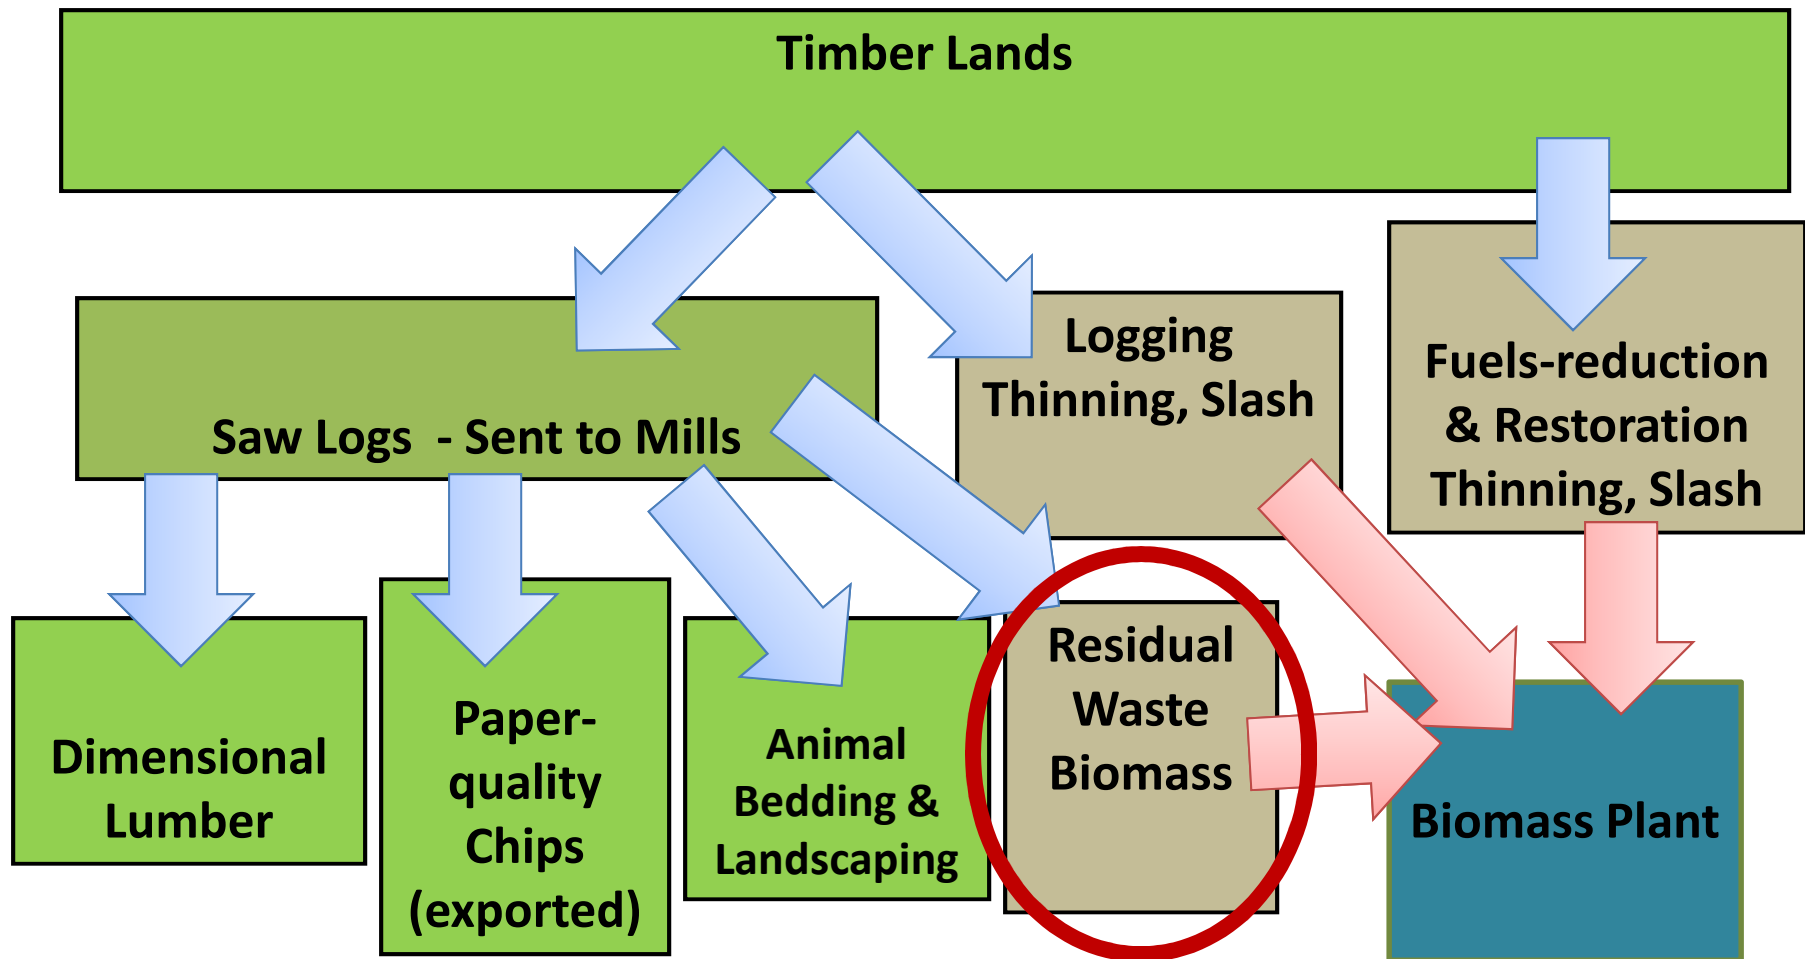 Timber Lands
Saw Logs - Sent to Mills
Logging
Thinning, Slash
Fuels-reduction
& Restoration
Thinning, Slash
Dimensional
Lumber
Paper-
quality
Chips
(exported)
Animal
Bedding &
Landscaping
Residual
Waste
Biomass
Biomass Plant